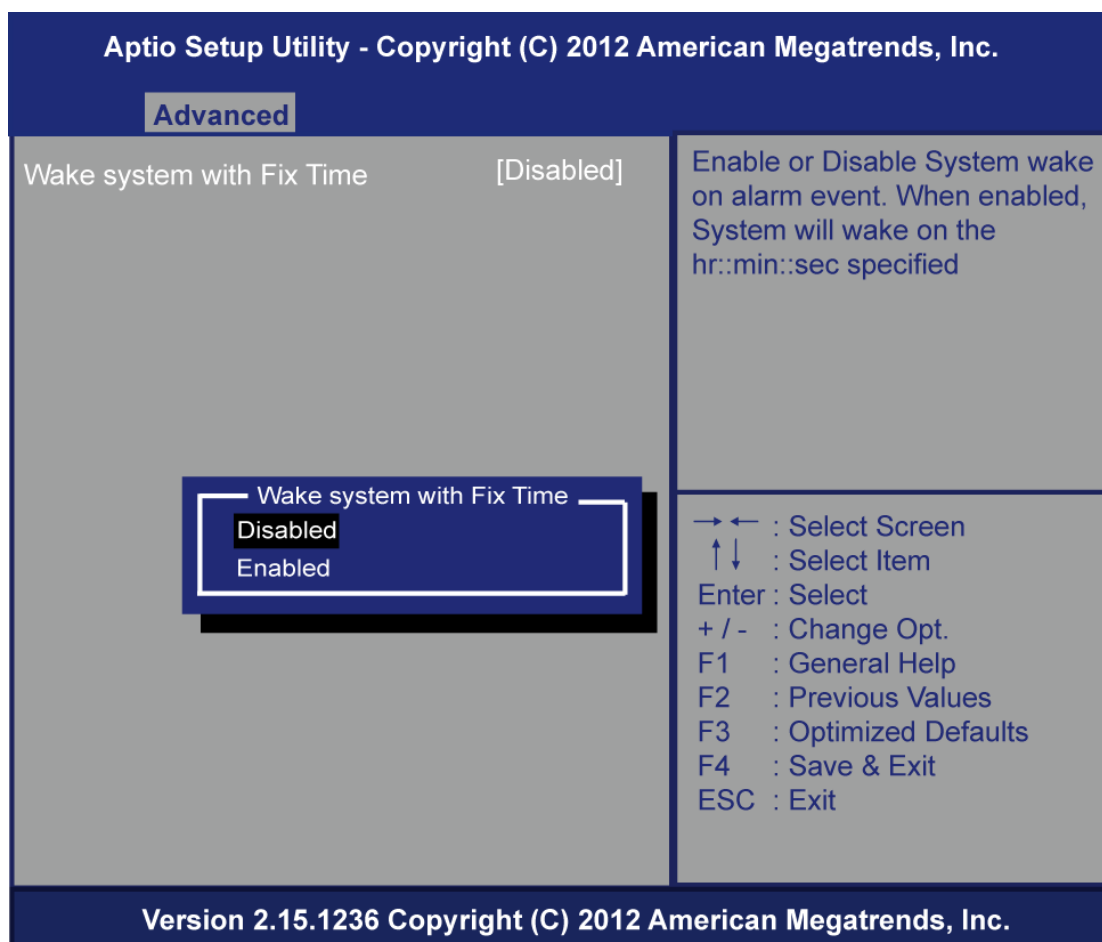 Aptio Setup Utility - Copyright (C) 2012 American Megatrends, Inc.
Advanced
Wake system with Fix Time [Disabled]
Enable or Disable System wake
on alarm event. When enabled,
System will wake on the
hr::min::sec specified
Wake system with Fix Time
Disabled
Enabled
→ ← : Select Screen
↑↓ : Select Item
Enter : Select
+ / - : Change Opt.
F1 : General Help
F2 : Previous Values
F3 : Optimized Defaults
F4 : Save & Exit
ESC : Exit
Version 2.15.1236 Copyright (C) 2012 American Megatrends, Inc.